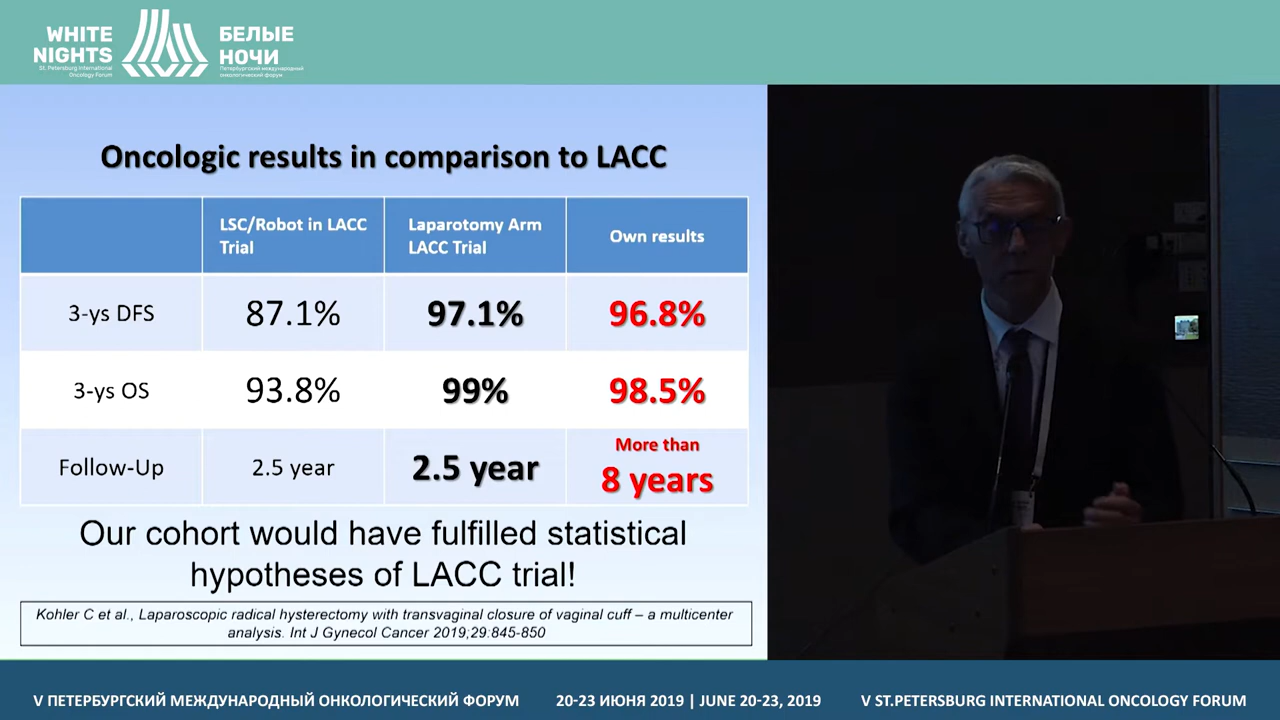 WHITE
NIGHTS
St. Petersburg International
Oncology Forum
БЕЛЫЕ
НОЧИ
Петербургский международный
онкологический форум
Oncologic results in comparison to LACC
LSC/Robot in LACC
Trial
Laparotomy Arm
LACC Trial
Own results
3-ys DFS
87.1%
97.1%
96.8%
3-ys OS
93.8%
99%
98.5%
Follow-Up
2.5 year
2.5 year
More than
8 years
Our cohort would have fulfilled statistical
hypotheses of LACC trial!
Kohler C et al., Laparoscopic radical hysterectomy with transvaginal closure of vaginal cuff – a multicenter
analysis. Int J Gynecol Cancer 2019;29:845-850
V ПЕТЕРБУРГСКИЙ МЕЖДУНАРОДНЫЙ ОНКОЛОГИЧЕСКИЙ ФОРУМ
20-23 ИЮНЯ 2019 | JUNE 20-23, 2019
V ST.PETERSBURG INTERNATIONAL ONCOLOGY FORUM